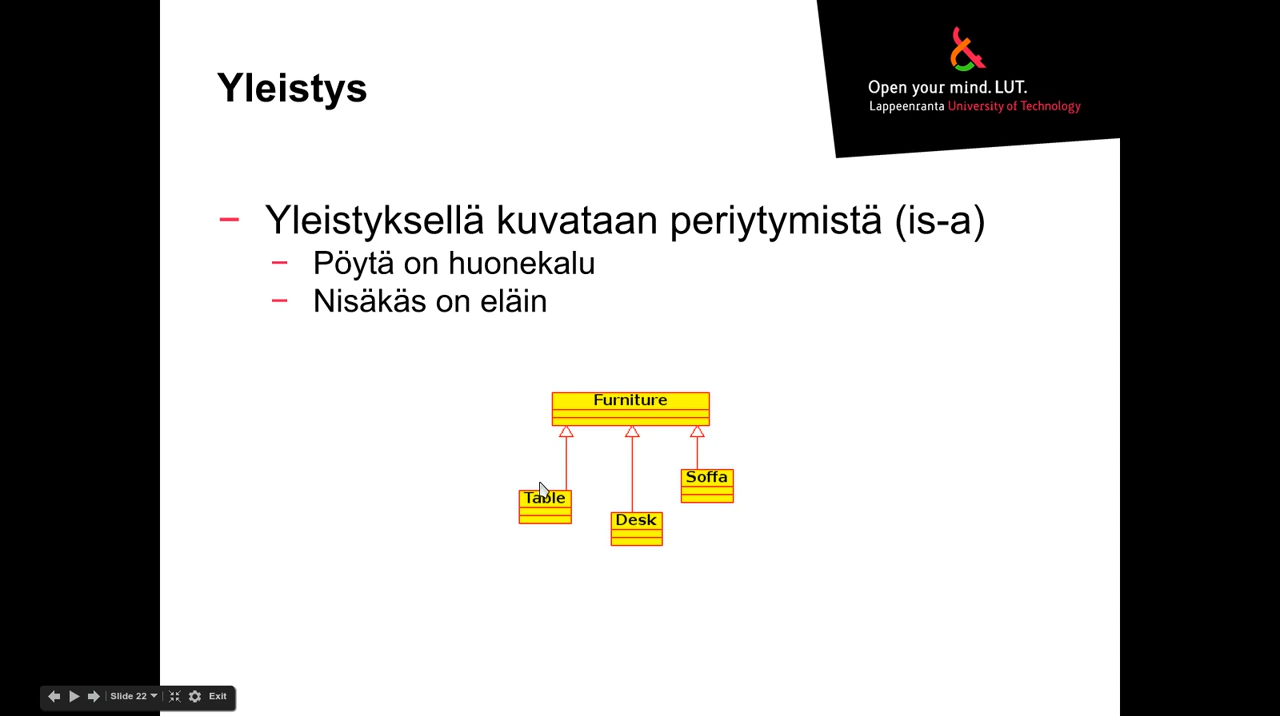 Yleistys
Open your mind. LUT.
Lappeenranta University of Technology
– Yleistyksellä kuvataan periytymistä (is-a)
– Pöytä on huonekalu
– Nisäkäs on eläin
Furniture
Soffa
Table
Desk
Slide 22 Exit